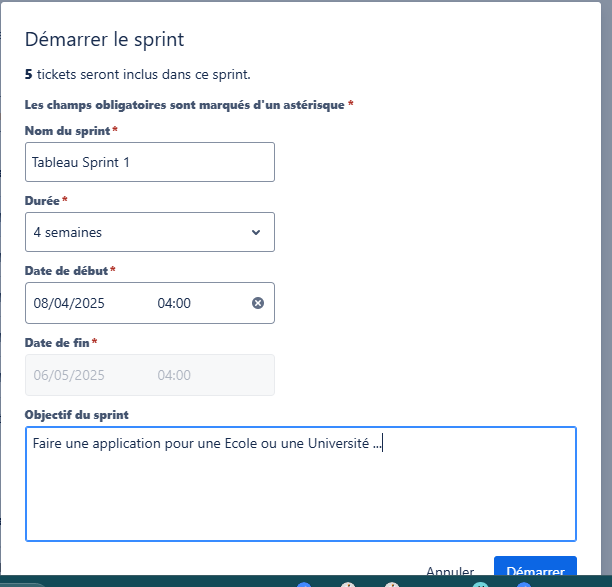 Démarrer le sprint
5 tickets seront inclus dans ce sprint.
Les champs obligatoires sont marqués d'un astérisque *
Nom du sprint*
Tableau Sprint 1
Durée*
4 semaines
Date de début*
08/04/2025 04:00
Date de fin*
06/05/2025 04:00
Objectif du sprint
Faire une application pour une Ecole ou une Université ...
Annuler Démarrer